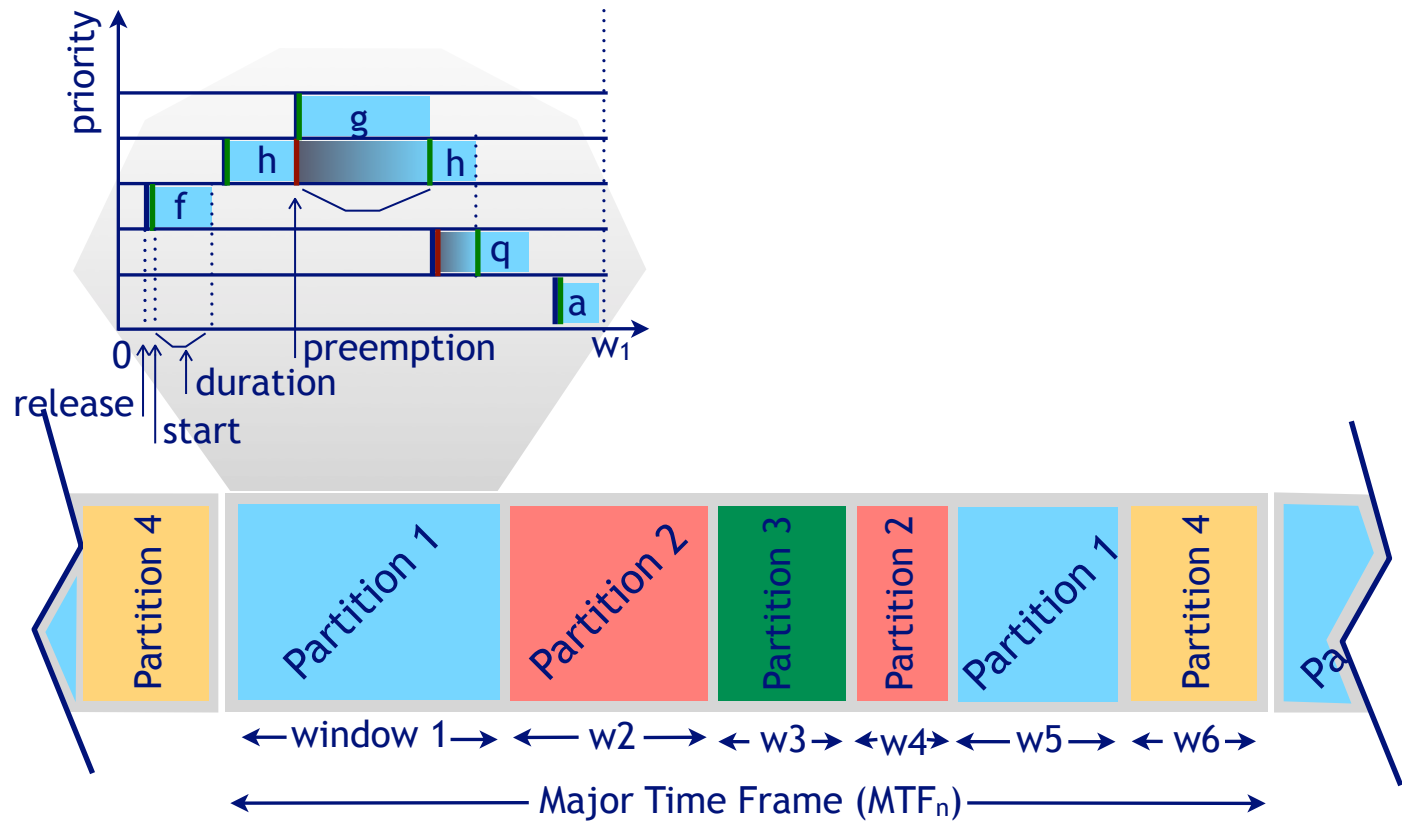 priority
g
h
h
f
q
a
0
w₁
preemption
duration
release
start
Partition 4
Partition 1
Partition 2
Partition 3
Partition 2
Partition 1
Partition 4
Pa
window 1
w2
w3
w4
w5
w6
Major Time Frame (MTFₙ)